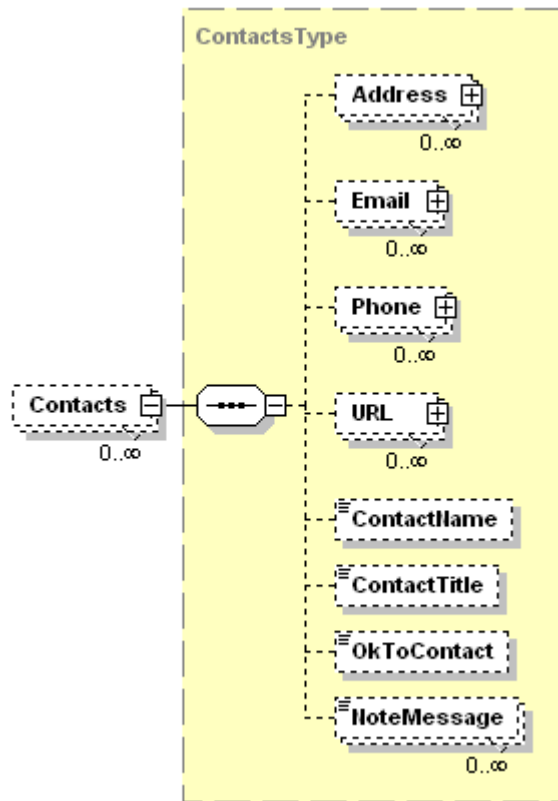 ContactsType
Address
0..∞
Email
0..∞
Phone
0..∞
URL
0..∞
Contacts
0..∞
ContactName
ContactTitle
OkToContact
NoteMessage
0..∞